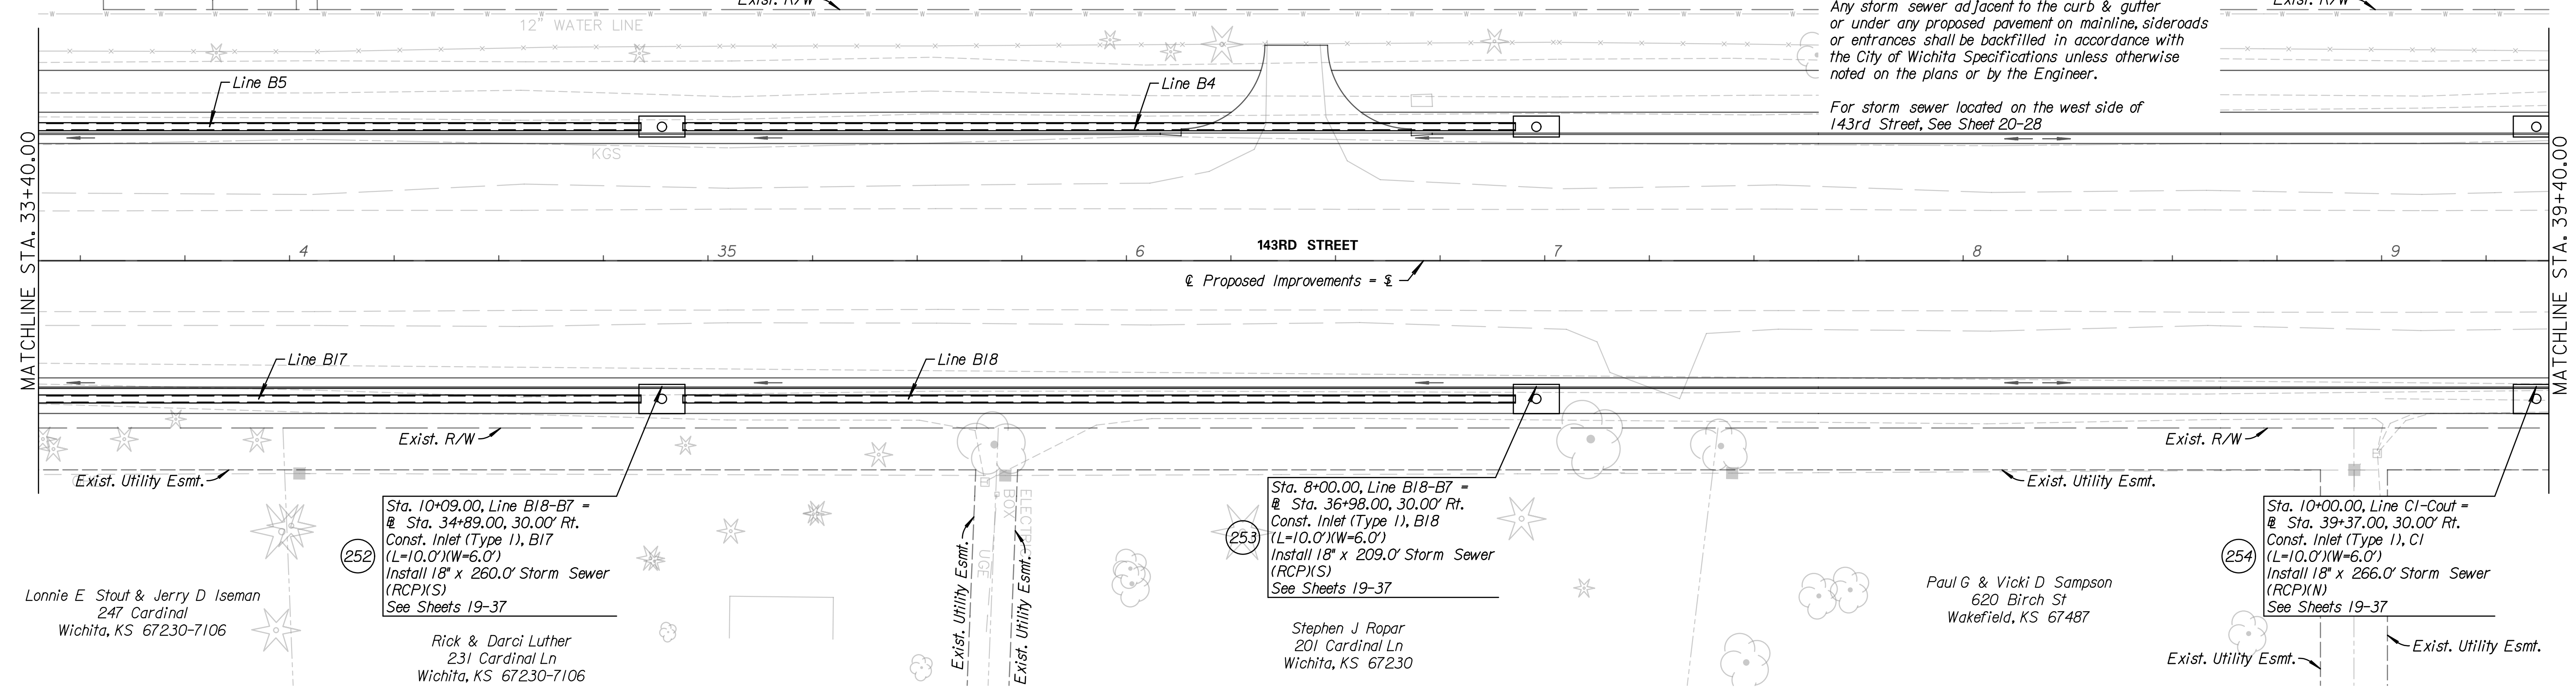 Exist. R/W
12" WATER LINE
Any storm sewer adjacent to the curb & gutter
or under any proposed pavement on mainline, sideroads
or entrances shall be backfilled in accordance with
the City of Wichita Specifications unless otherwise
noted on the plans or by the Engineer.
For storm sewer located on the west side of
143rd Street, See Sheet 20-28
Exist. R/W
Line B5
Line B4
KGS
MATCHLINE STA. 33+40.00
MATCHLINE STA. 39+40.00
4
35
6
143RD STREET
7
8
9
℄ Proposed Improvements =
Line B17
Line B18
Exist. R/W
Exist. R/W
Exist. Utility Esmt.
Exist. Utility Esmt.
252
Sta. 10+09.00, Line B18-B7 =
Sta. 34+89.00, 30.00' Rt.
Const. Inlet (Type 1), B17
(L=10.0')(W=6.0')
Install 18" x 260.0' Storm Sewer
(RCP)(S)
See Sheets 19-37
ELECTRIC
BOX
UGE
Exist. Utility Esmt.
Exist. Utility Esmt.
253
Sta. 8+00.00, Line B18-B7 =
Sta. 36+98.00, 30.00' Rt.
Const. Inlet (Type 1), B18
(L=10.0')(W=6.0')
Install 18" x 209.0' Storm Sewer
(RCP)(S)
See Sheets 19-37
254
Sta. 10+00.00, Line C1-Cout =
Sta. 39+37.00, 30.00' Rt.
Const. Inlet (Type 1), C1
(L=10.0')(W=6.0')
Install 18" x 266.0' Storm Sewer
(RCP)(N)
See Sheets 19-37
Lonnie E Stout & Jerry D Iseman
247 Cardinal
Wichita, KS 67230-7106
Rick & Darci Luther
231 Cardinal Ln
Wichita, KS 67230-7106
Stephen J Ropar
201 Cardinal Ln
Wichita, KS 67230
Paul G & Vicki D Sampson
620 Birch St
Wakefield, KS 67487
Exist. Utility Esmt.
Exist. Utility Esmt.